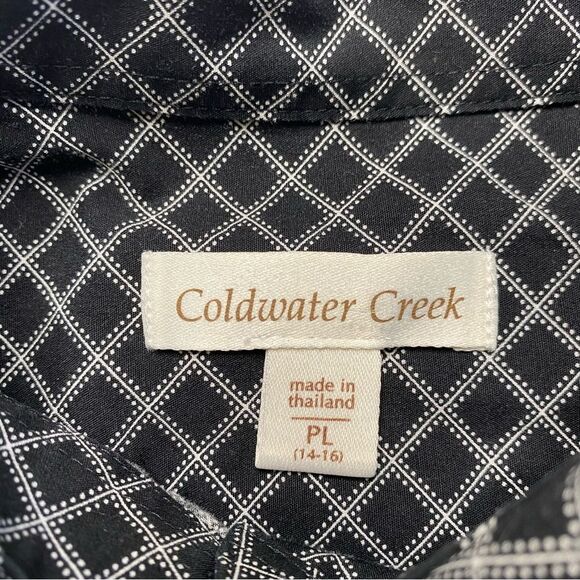 Coldwater Creek
made in
thailand
PL
(14-16)